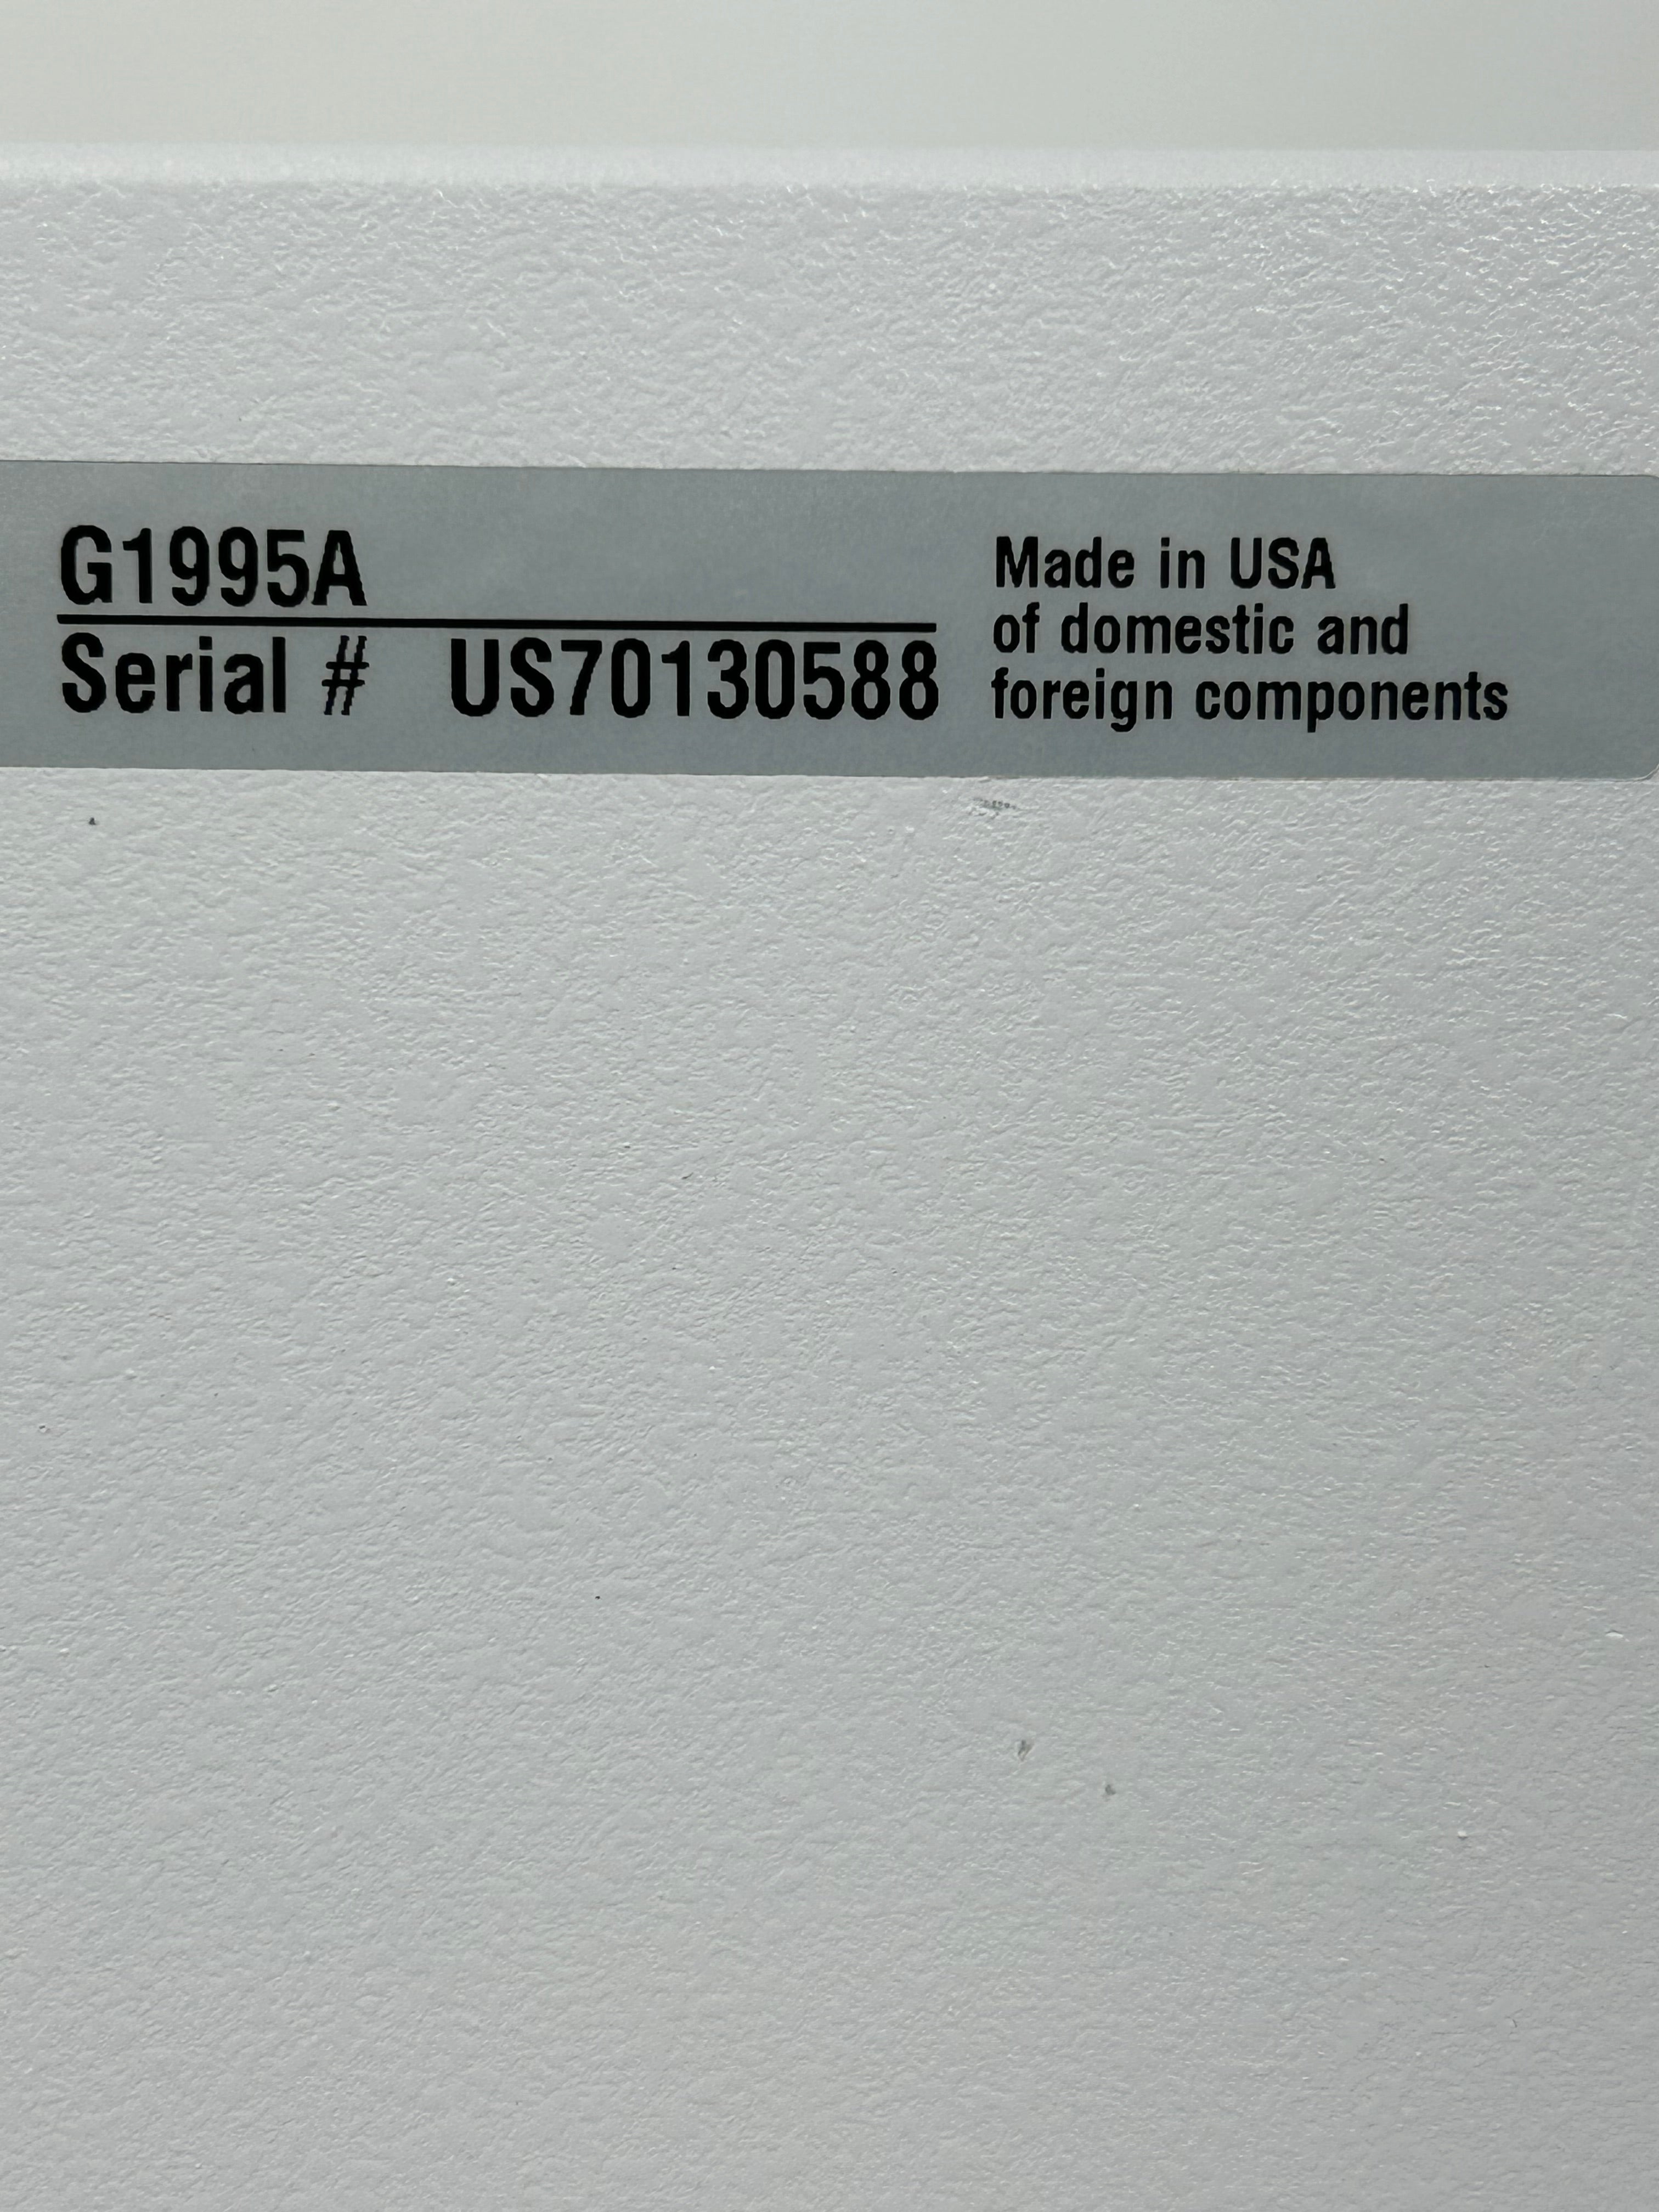 G1995A
Serial # US70130588
Made in USA
of domestic and
foreign components